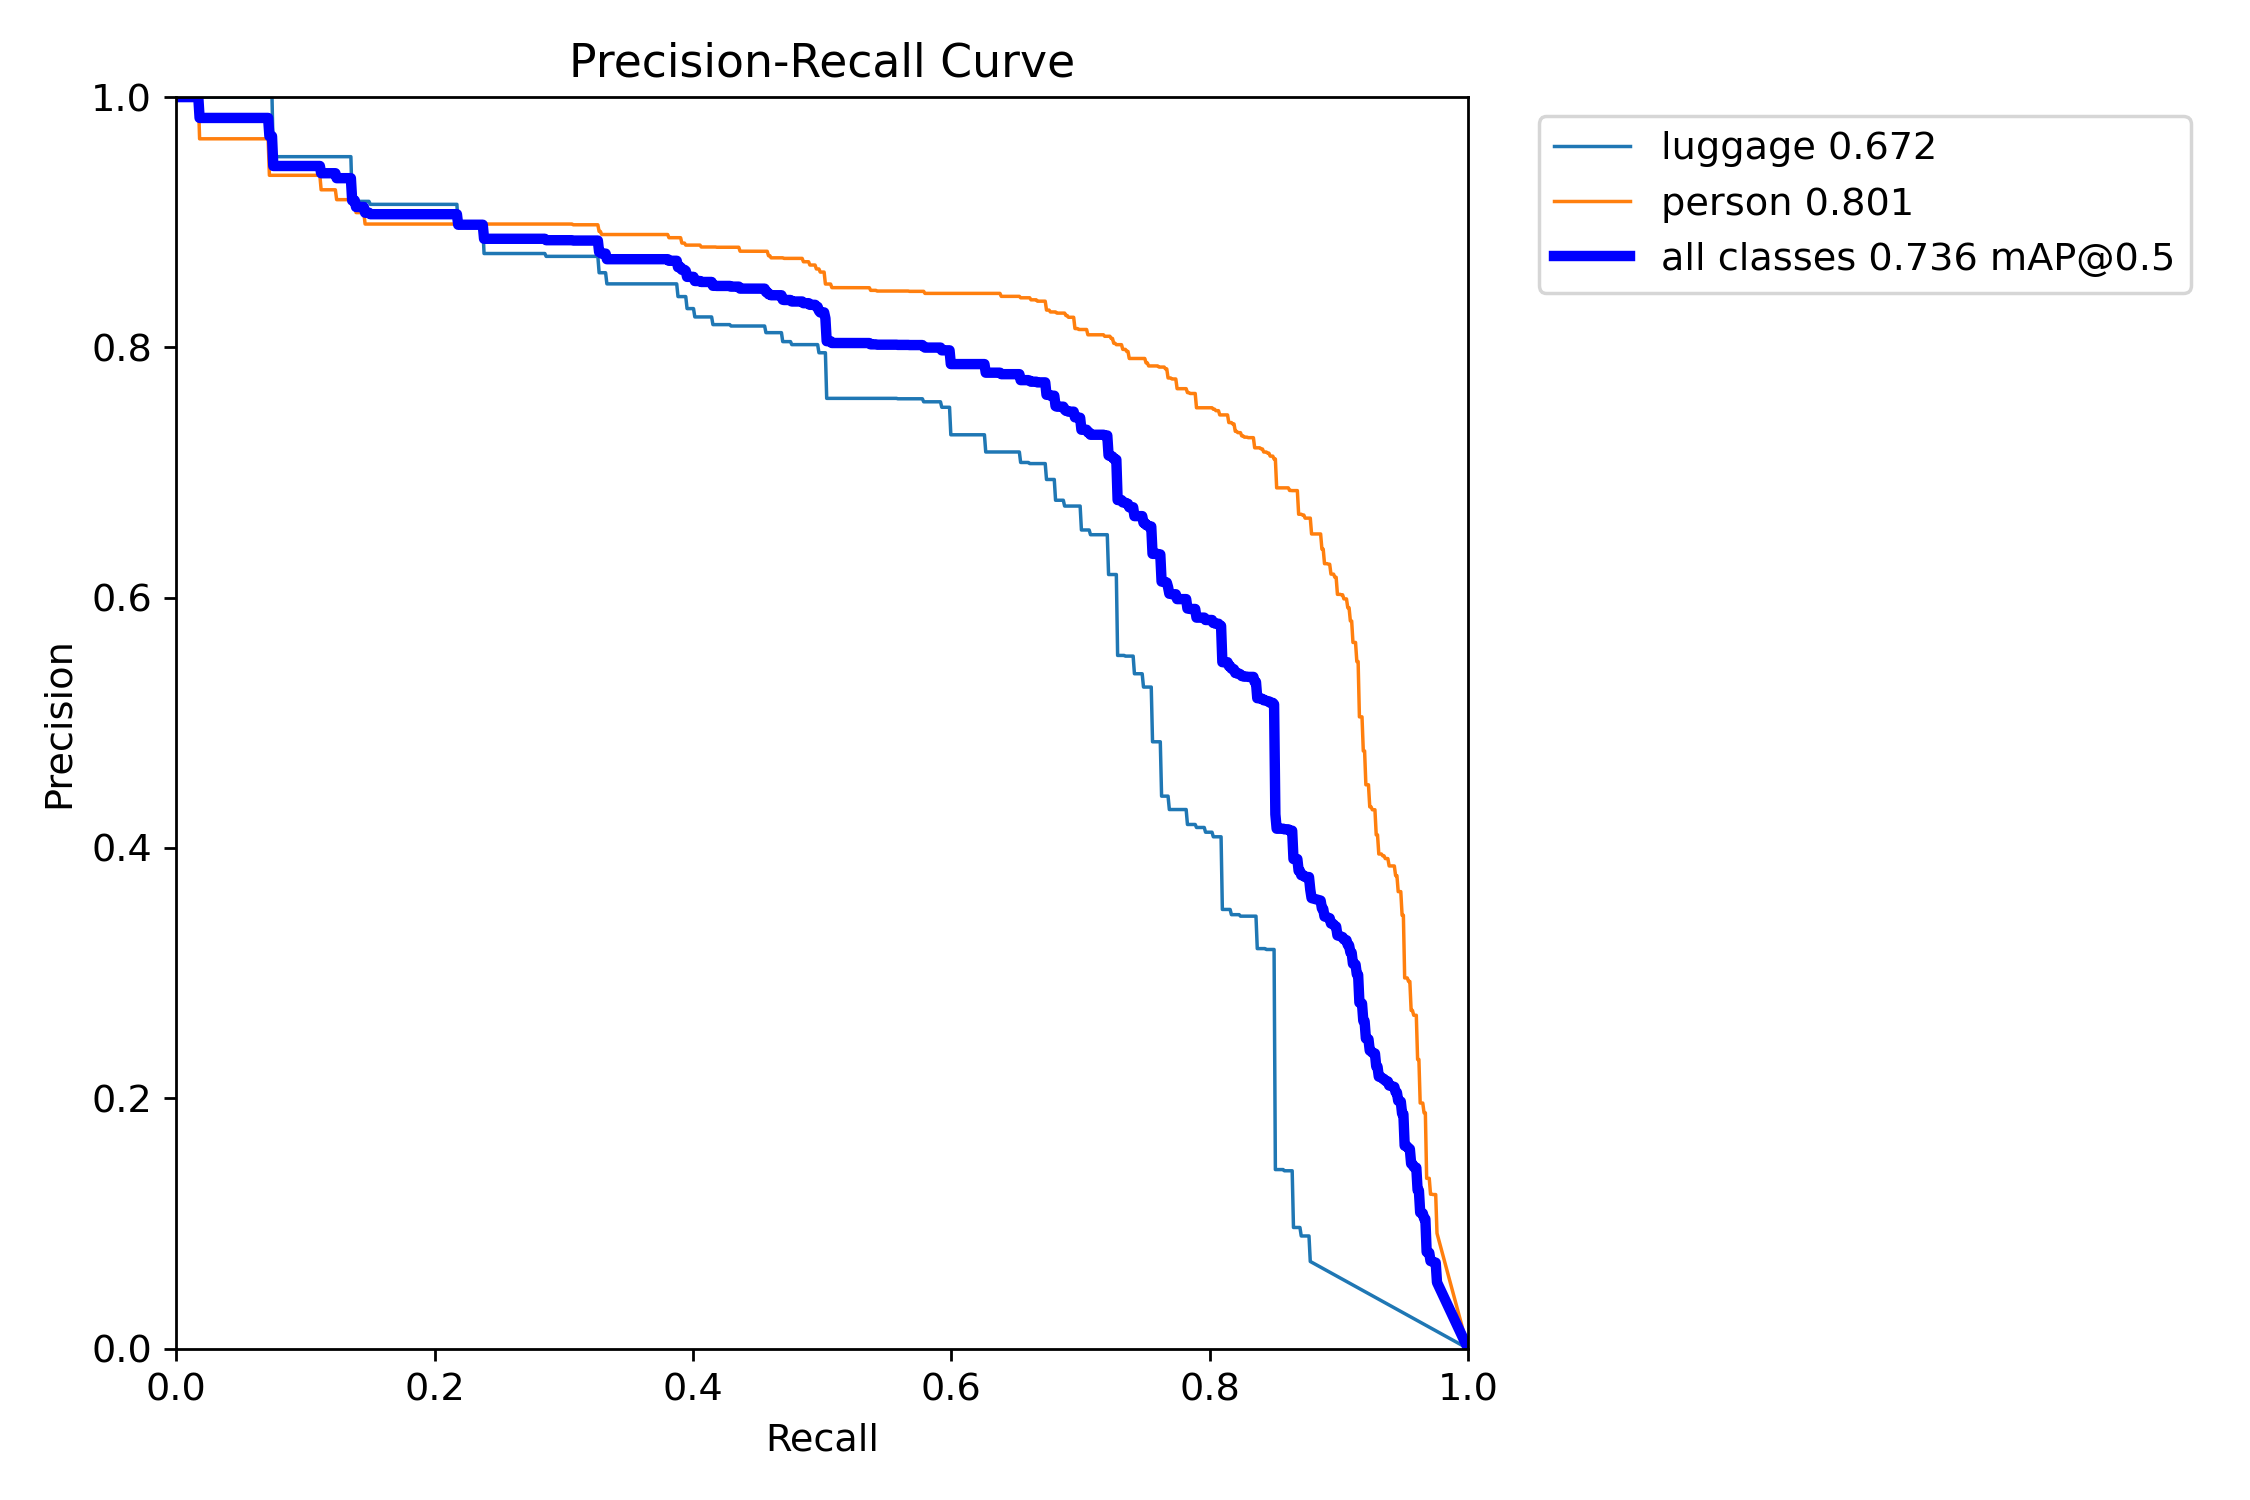 Precision-Recall Curve
1.0
0.8
0.6
0.4
0.2
0.0
Precision
0.0 0.2 0.4 0.6 0.8 1.0
Recall
luggage 0.672
person 0.801
all classes 0.736 mAP@0.5